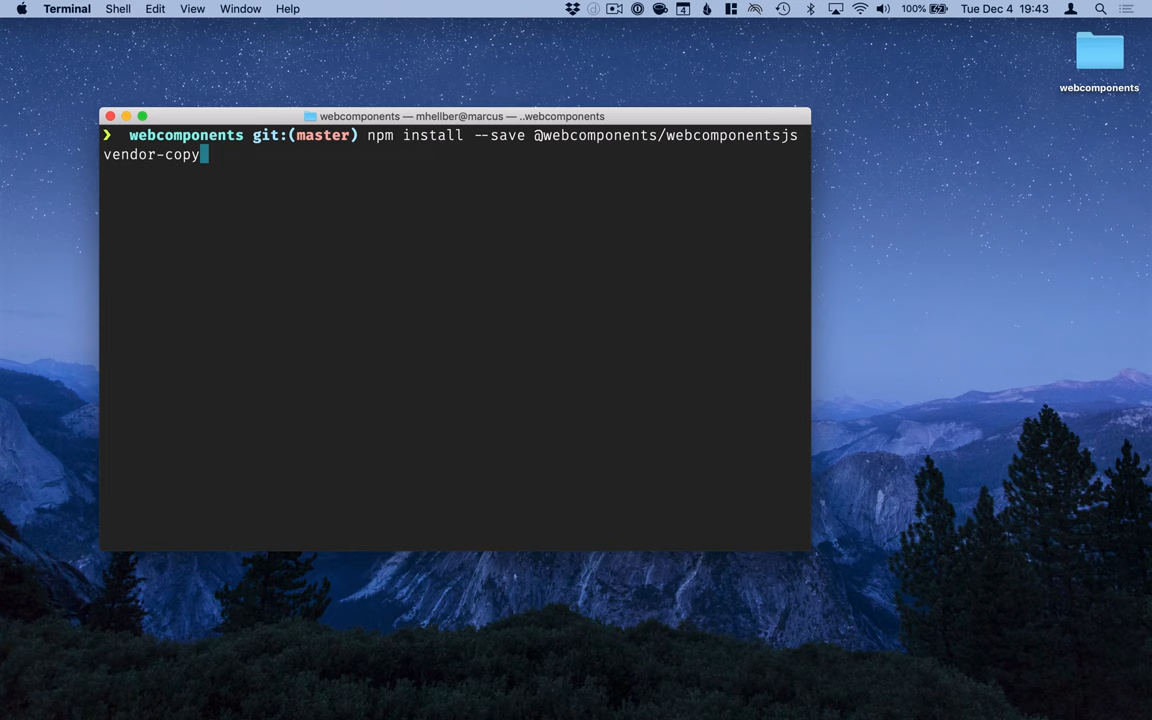 Terminal Shell Edit View Window Help 4 100% Tue Dec 4 19:43
webcomponents
webcomponents — mhellber@marcus — ..webcomponents
❯ webcomponents git:(master) npm install --save @webcomponents/webcomponentsjs
vendor-copy